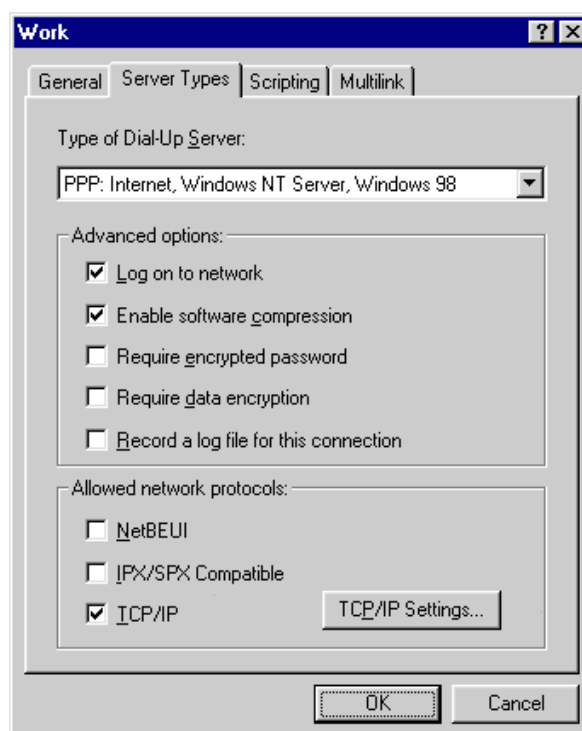 Work
General Server Types Scripting Multilink
Type of Dial-Up Server:
PPP: Internet, Windows NT Server, Windows 98
Advanced options:
Log on to network
Enable software compression
Require encrypted password
Require data encryption
Record a log file for this connection
Allowed network protocols:
NetBEUI
IPX/SPX Compatible
TCP/IP TCP/IP Settings...
OK Cancel